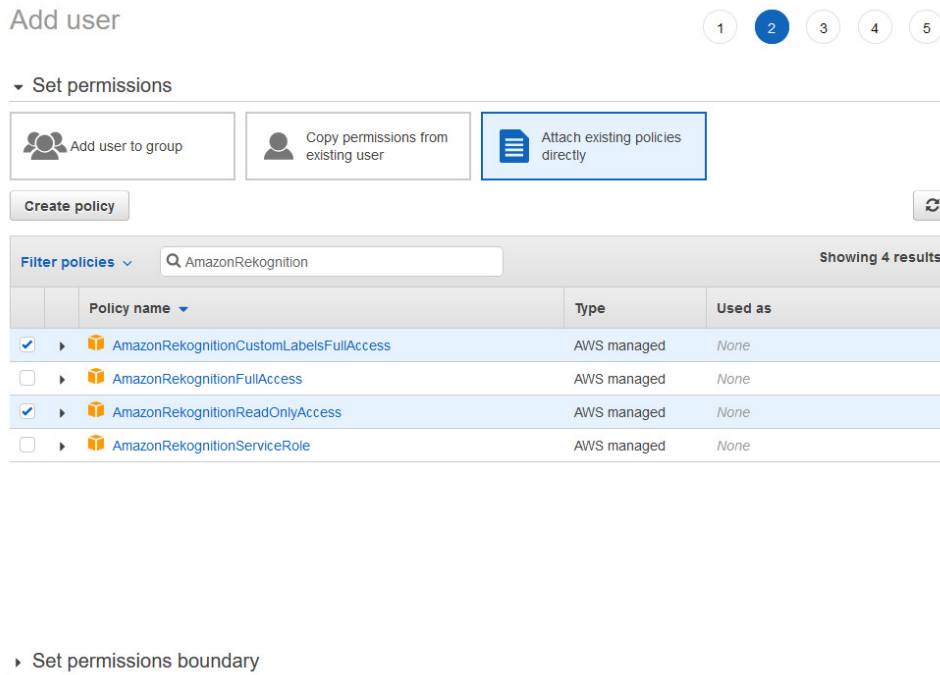 Add user
1 2 3 4 5
Set permissions
Add user to group
Copy permissions from
existing user
Attach existing policies
directly
Create policy
Filter policies
AmazonRekognition
Showing 4 results
Policy name Type Used as
AmazonRekognitionCustomLabelsFullAccess AWS managed None
AmazonRekognitionFullAccess AWS managed None
AmazonRekognitionReadOnlyAccess AWS managed None
AmazonRekognitionServiceRole AWS managed None
Set permissions boundary